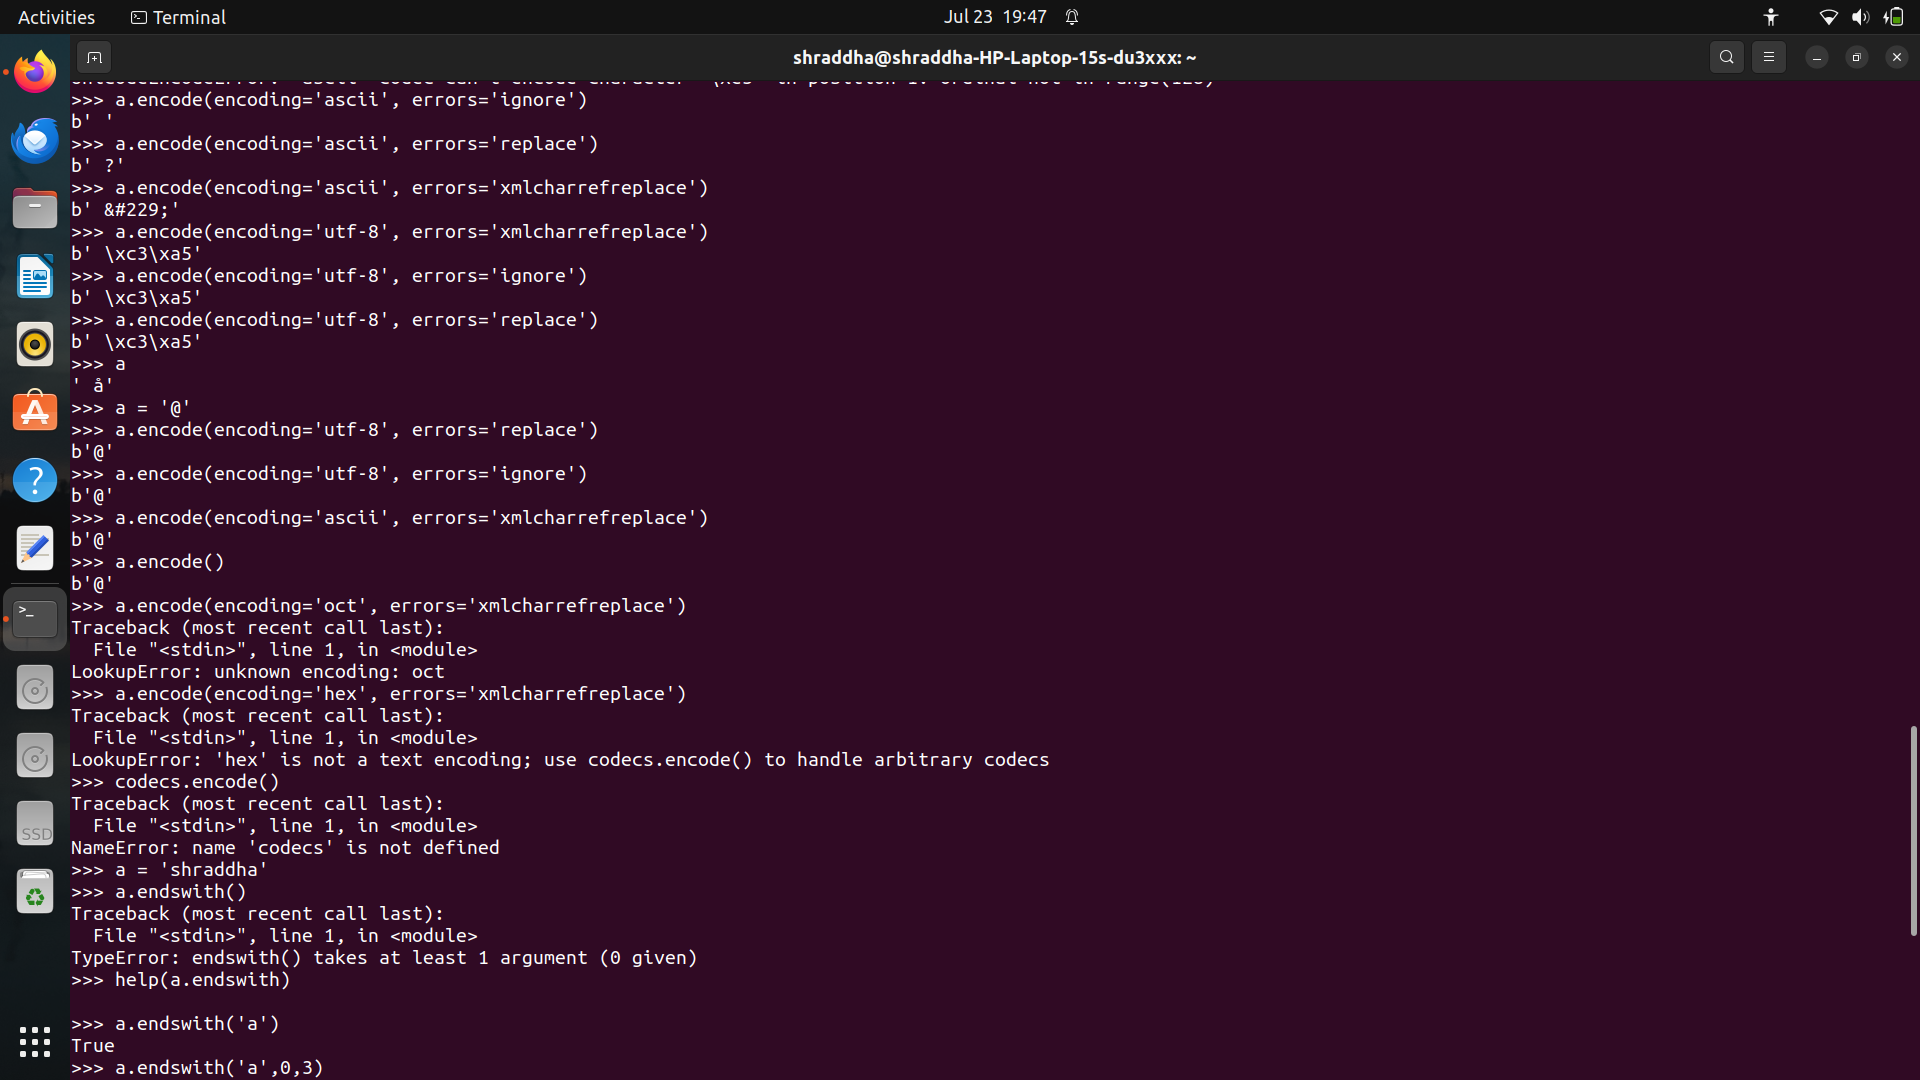 Activities
Terminal
Jul 23 19:47
shraddha@shraddha-HP-Laptop-15s-du3xxx: ~
>>> a.encode(encoding='ascii', errors='ignore')
b' '
>>> a.encode(encoding='ascii', errors='replace')
b' ?'
>>> a.encode(encoding='ascii', errors='xmlcharrefreplace')
b' &#229;'
>>> a.encode(encoding='utf-8', errors='xmlcharrefreplace')
b' \xc3\xa5'
>>> a.encode(encoding='utf-8', errors='ignore')
b' \xc3\xa5'
>>> a.encode(encoding='utf-8', errors='replace')
b' \xc3\xa5'
>>> a
' å'
>>> a = '@'
>>> a.encode(encoding='utf-8', errors='replace')
b'@'
>>> a.encode(encoding='utf-8', errors='ignore')
b'@'
>>> a.encode(encoding='ascii', errors='xmlcharrefreplace')
b'@'
>>> a.encode()
b'@'
>>> a.encode(encoding='oct', errors='xmlcharrefreplace')
Traceback (most recent call last):
  File "<stdin>", line 1, in <module>
LookupError: unknown encoding: oct
>>> a.encode(encoding='hex', errors='xmlcharrefreplace')
Traceback (most recent call last):
  File "<stdin>", line 1, in <module>
LookupError: 'hex' is not a text encoding; use codecs.encode() to handle arbitrary codecs
>>> codecs.encode()
Traceback (most recent call last):
  File "<stdin>", line 1, in <module>
NameError: name 'codecs' is not defined
>>> a = 'shraddha'
>>> a.endswith()
Traceback (most recent call last):
  File "<stdin>", line 1, in <module>
TypeError: endswith() takes at least 1 argument (0 given)
>>> help(a.endswith)
>>> a.endswith('a')
True
>>> a.endswith('a',0,3)
SSD